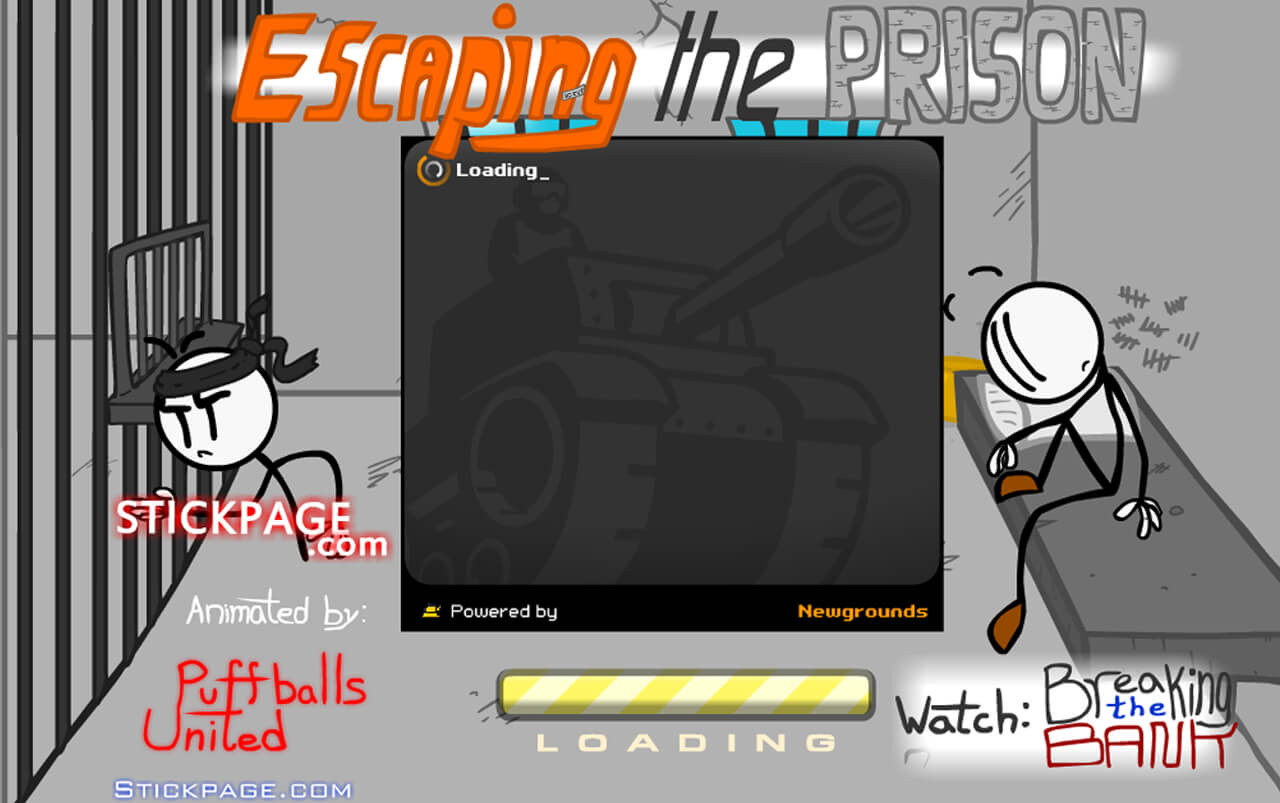 Escaping the PRISON
Loading_
STICKPAGE
.com
Animated by:
Puffballs
United
Stickpage.com
Powered by
Newgrounds
LOADING
Watch: Breaking
the
BANK